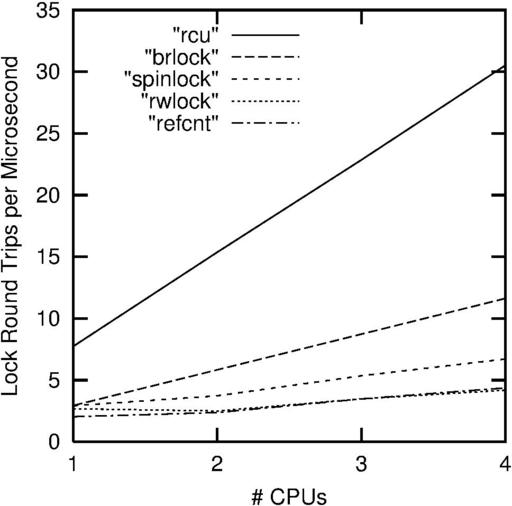 Lock Round Trips per Microsecond
35
30
25
20
15
10
5
0
"rcu"
"brlock"
"spinlock"
"rwlock"
"refcnt"
1 2 3 4
# CPUs